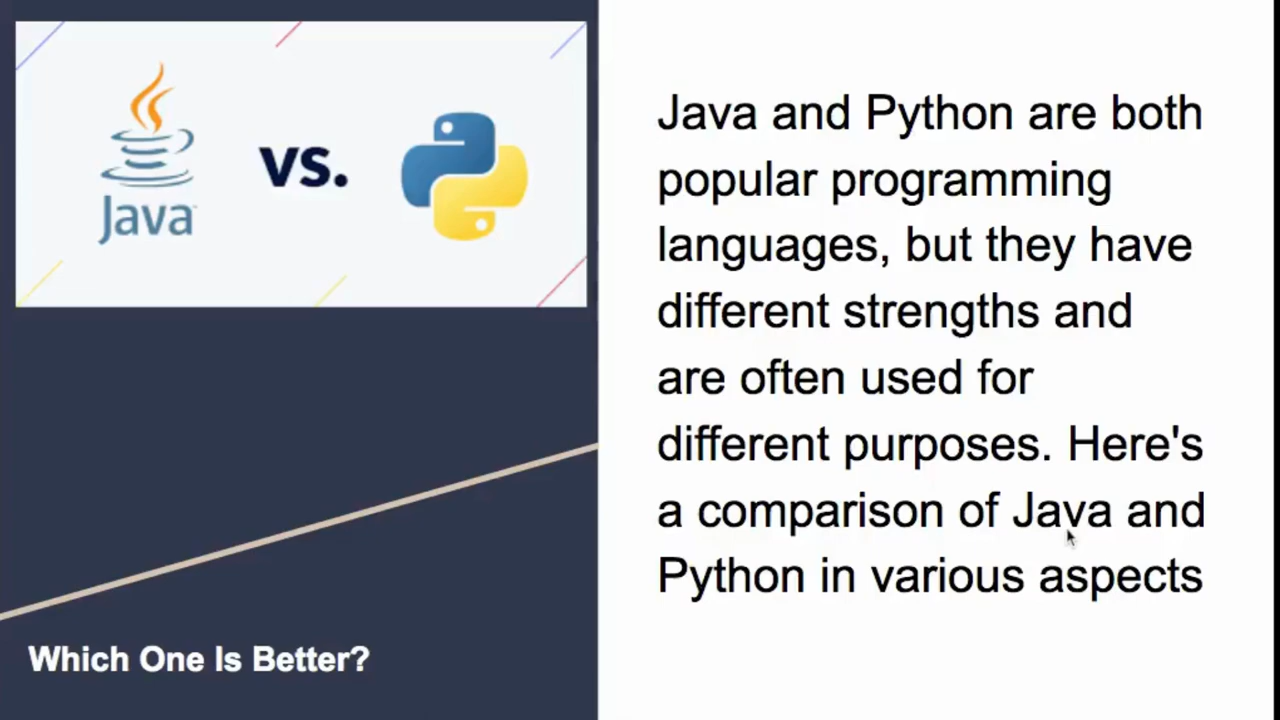 Java
vs.
Java and Python are both
popular programming
languages, but they have
different strengths and
are often used for
different purposes. Here's
a comparison of Java and
Python in various aspects
Which One Is Better?